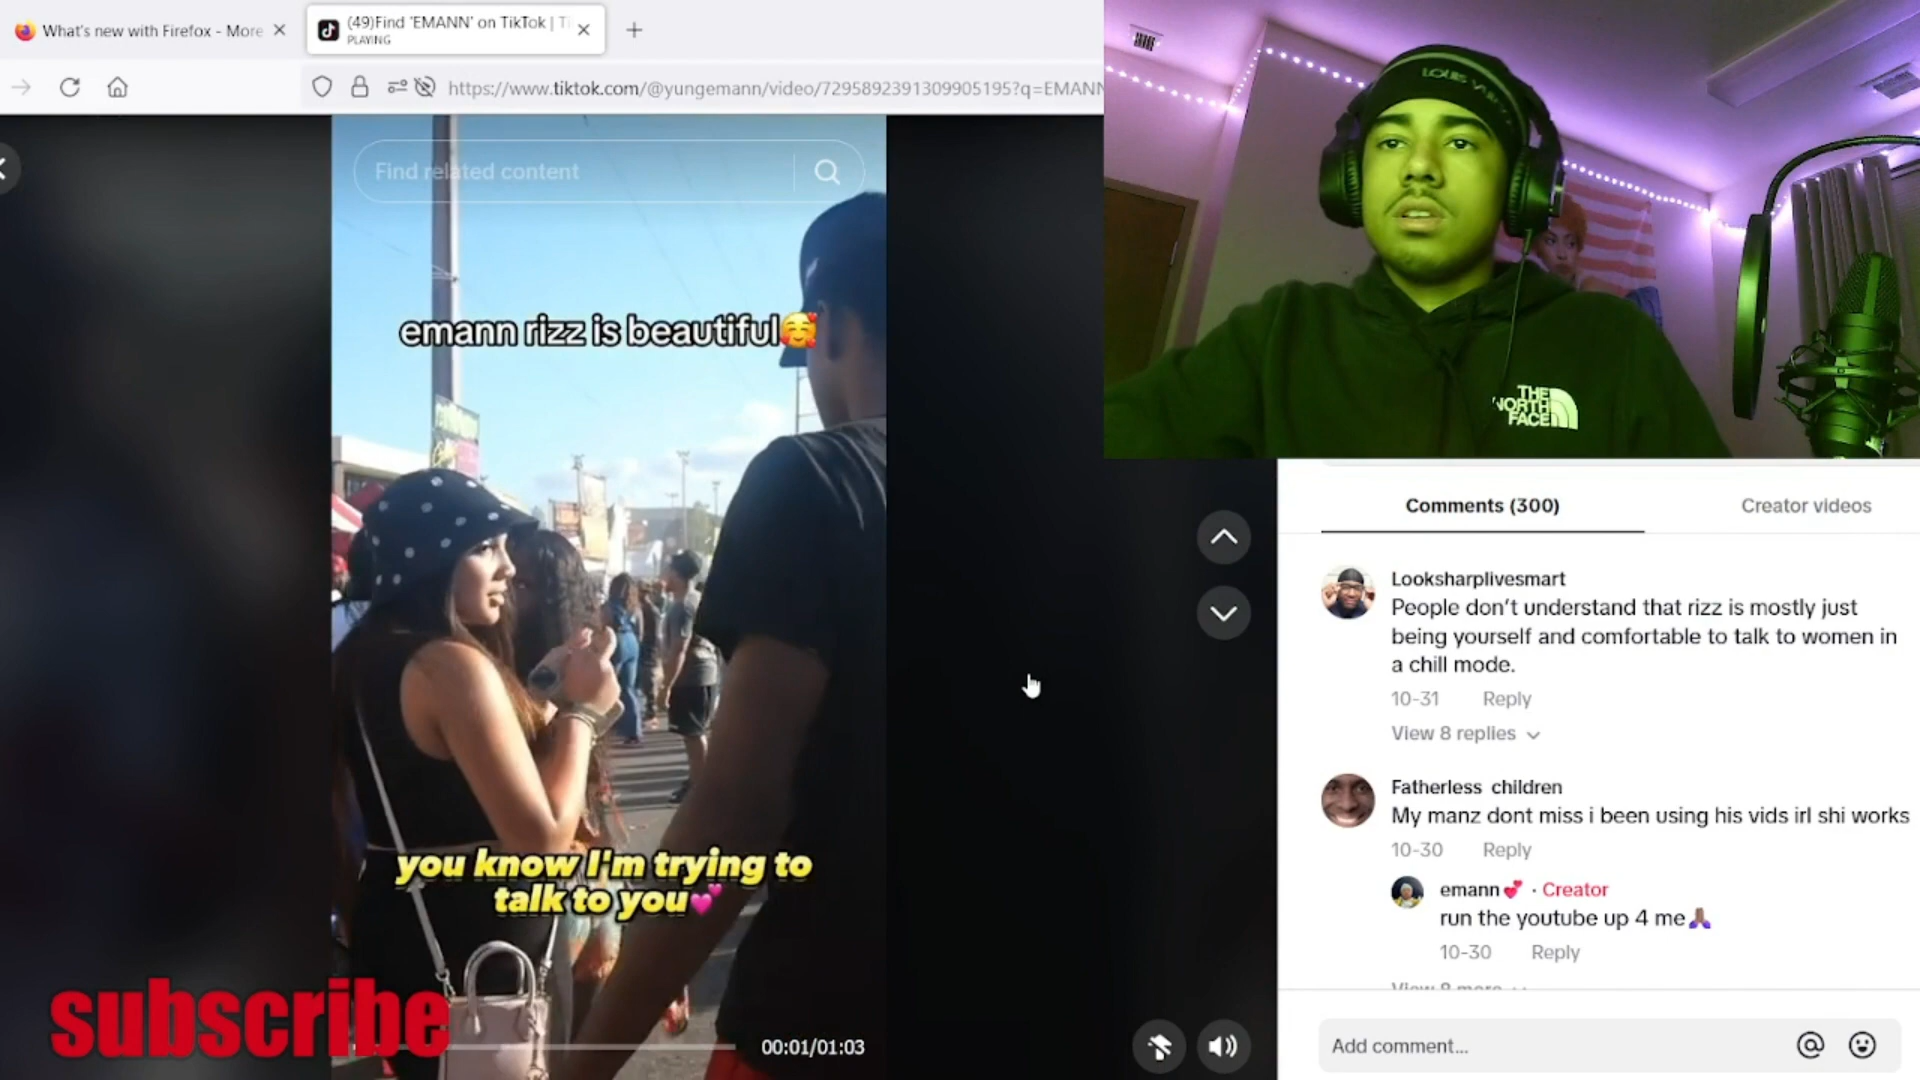 What's new with Firefox - More
(49)Find 'EMANN' on TikTok | Ti
PLAYING
https://www.tiktok.com/@yungemann/video/7295892391309905195?q=EMANN
Find related content
emann rizz is beautiful🥰
you know I'm trying to
talk to you💕
subscribe
00:01/01:03
LOUIS VUI
THE
NORTH
FACE
Comments (300)
Creator videos
Looksharplivesmart
People don't understand that rizz is mostly just
being yourself and comfortable to talk to women in
a chill mode.
10-31 Reply
View 8 replies
Fatherless children
My manz dont miss i been using his vids irl shi works
10-30 Reply
emann💕 · Creator
run the youtube up 4 me🙏🏾
10-30 Reply
View 8 more
Add comment...